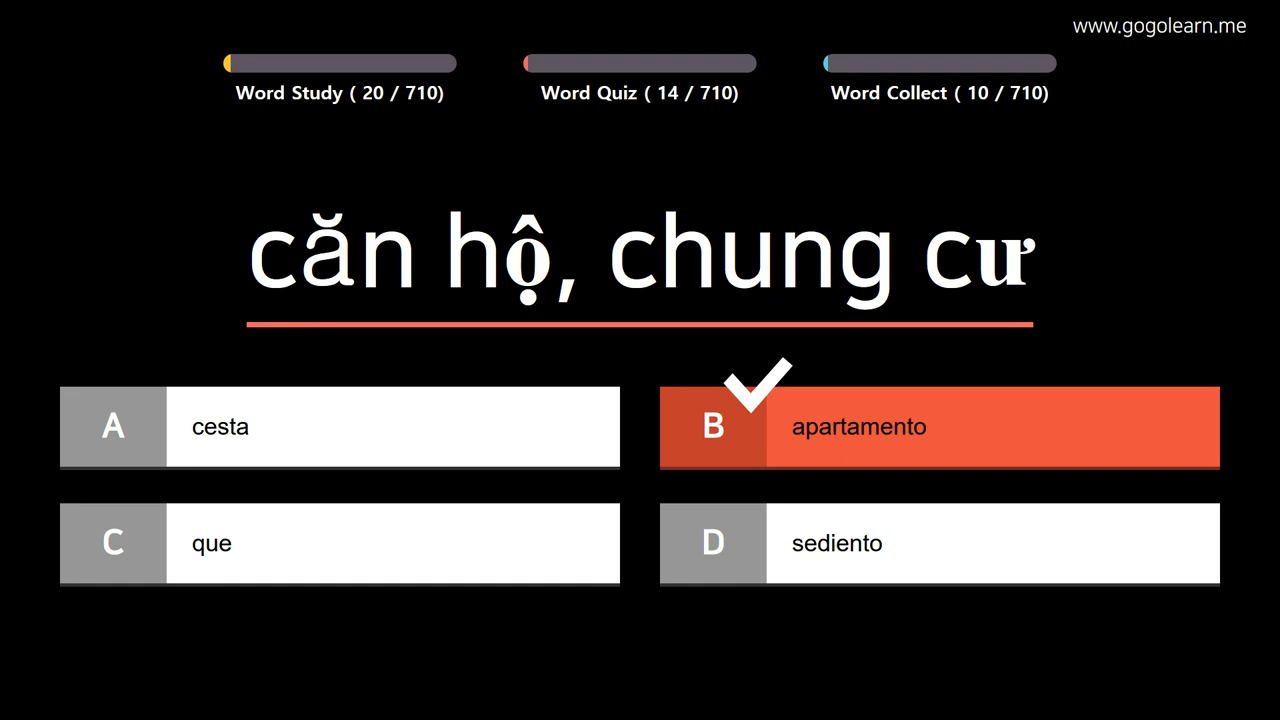 www.gogolearn.me
Word Study ( 20 / 710)
Word Quiz ( 14 / 710)
Word Collect ( 10 / 710)
căn hộ, chung cư
A cesta
B apartamento
C que
D sediento